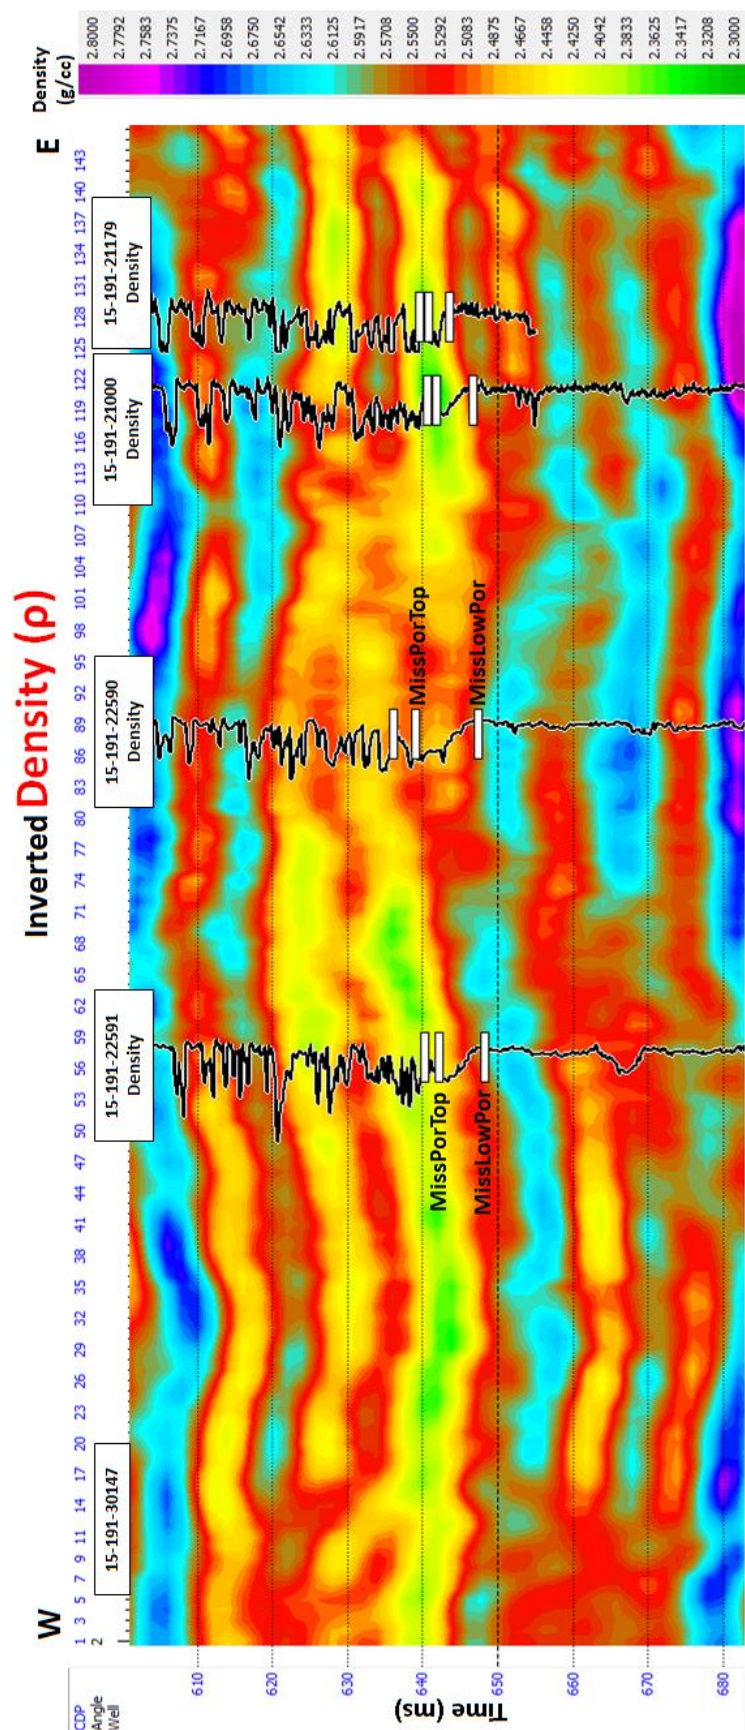 Inverted Density (ρ)
W
E
Density
(g/cc)
2.8000
2.7792
2.7583
2.7375
2.7167
2.6958
2.6750
2.6542
2.6333
2.6125
2.5917
2.5708
2.5500
2.5292
2.5083
2.4875
2.4667
2.4458
2.4250
2.4042
2.3833
2.3625
2.3417
2.3208
2.3000
CDP 1 3 5 7 9 11 14 17 20 23 26 29 32 35 38 41 44 47 50 53 56 59 62 65 68 71 74 77 80 83 86 89 92 95 98 101 104 107 110 113 116 119 122 125 128 131 134 137 140 143
Angle 2
Well
15-191-30147
15-191-22591
Density
15-191-22590
Density
15-191-21000
Density
15-191-21179
Density
Time (ms)
610
620
630
640
650
660
670
680
MissPorTop
MissLowPor
MissPorTop
MissLowPor